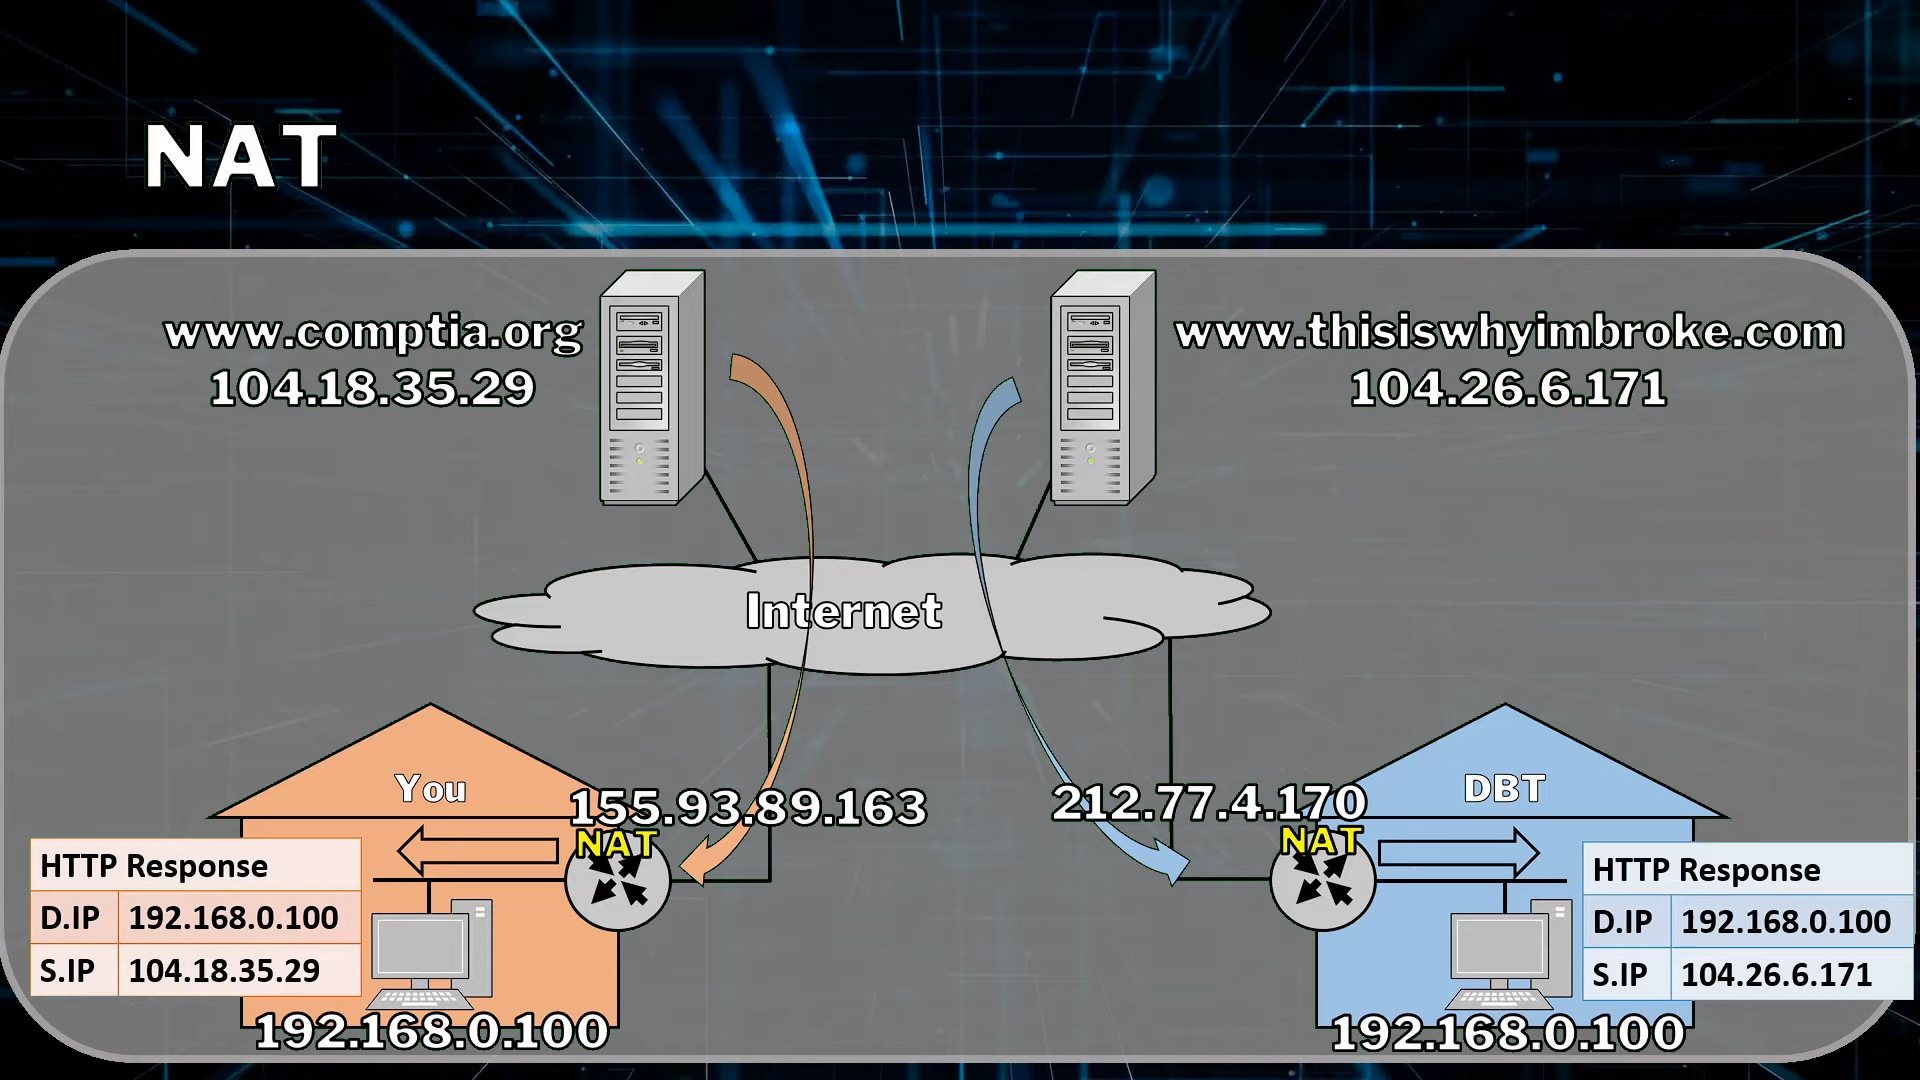 NAT
www.comptia.org
104.18.35.29
www.thisiswhyimbroke.com
104.26.6.171
Internet
You
155.93.89.163
NAT
HTTP Response
D.IP 192.168.0.100
S.IP 104.18.35.29
192.168.0.100
DBT
212.77.4.170
NAT
HTTP Response
D.IP 192.168.0.100
S.IP 104.26.6.171
192.168.0.100